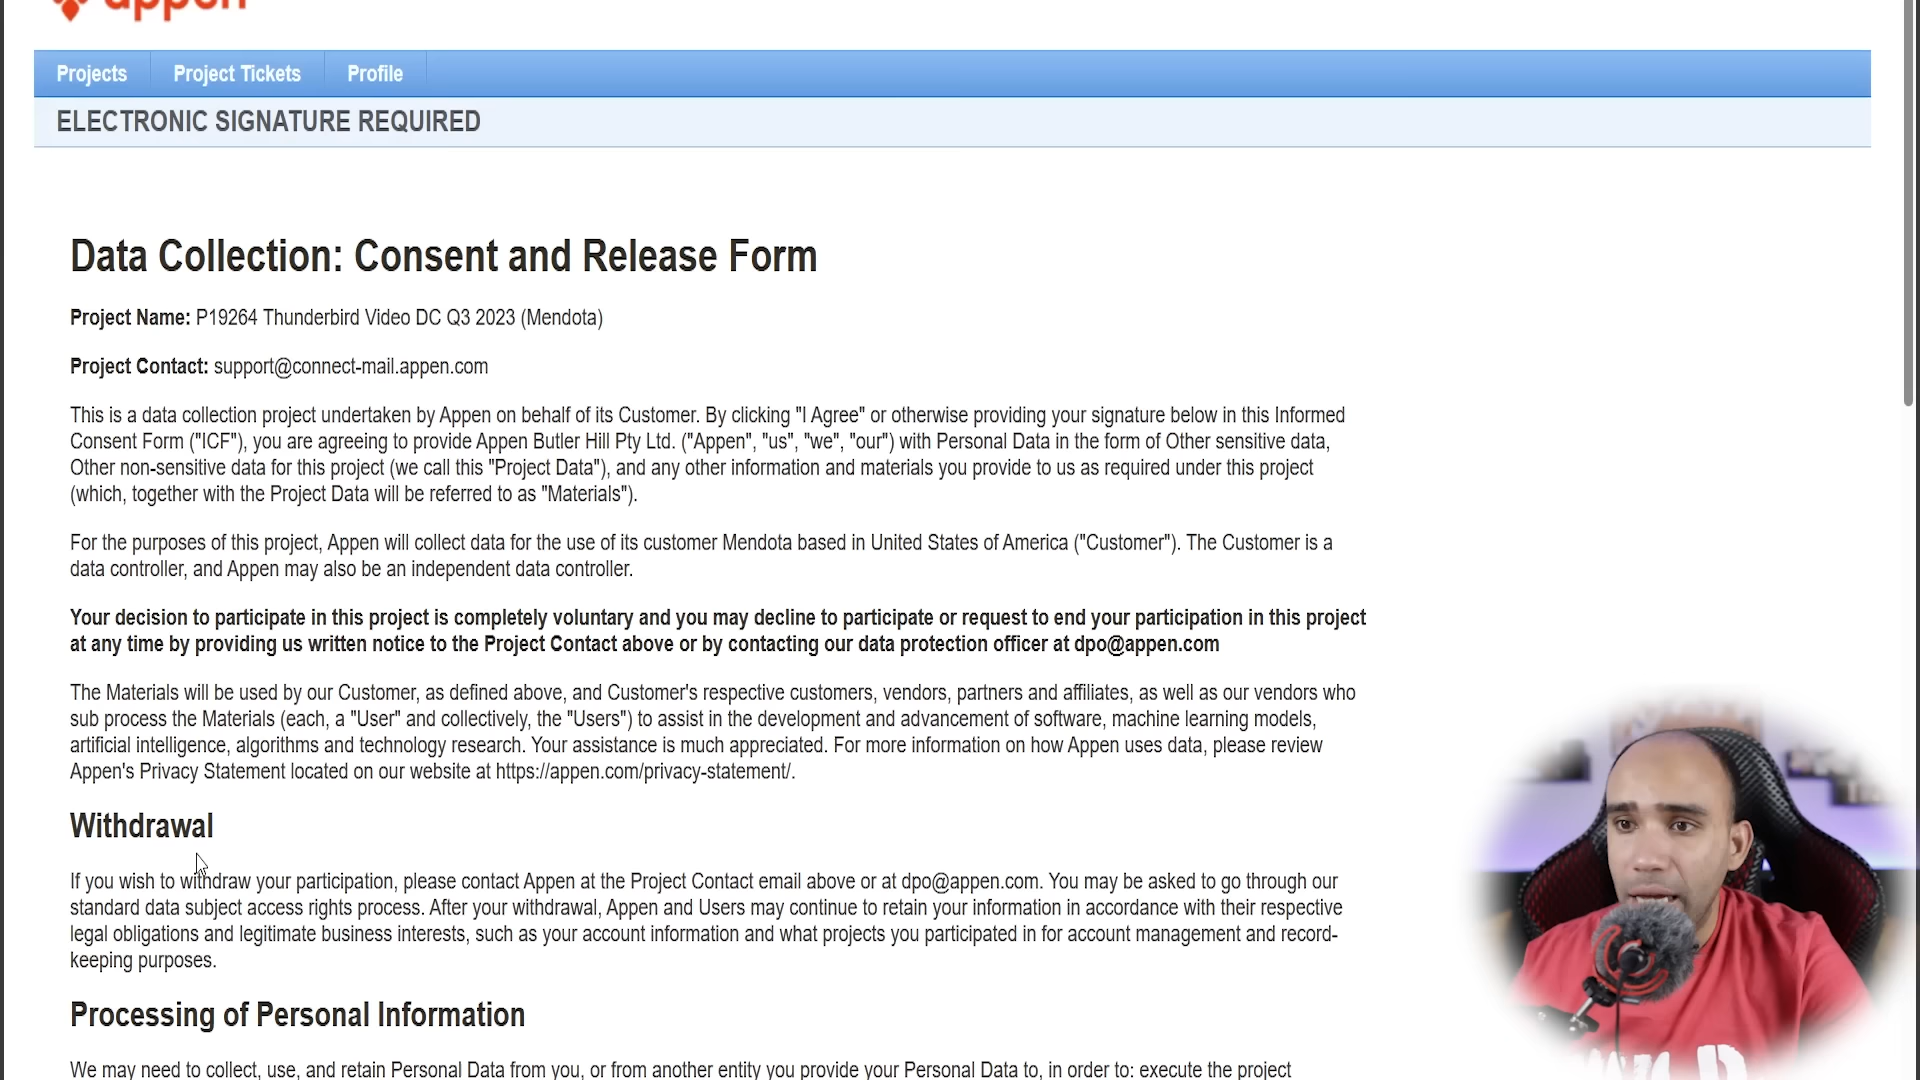 appen
Projects
Project Tickets
Profile
ELECTRONIC SIGNATURE REQUIRED
Data Collection: Consent and Release Form
Project Name: P19264 Thunderbird Video DC Q3 2023 (Mendota)
Project Contact: support@connect-mail.appen.com
This is a data collection project undertaken by Appen on behalf of its Customer. By clicking "I Agree" or otherwise providing your signature below in this Informed
Consent Form ("ICF"), you are agreeing to provide Appen Butler Hill Pty Ltd. ("Appen", "us", "we", "our") with Personal Data in the form of Other sensitive data,
Other non-sensitive data for this project (we call this "Project Data"), and any other information and materials you provide to us as required under this project
(which, together with the Project Data will be referred to as "Materials").
For the purposes of this project, Appen will collect data for the use of its customer Mendota based in United States of America ("Customer"). The Customer is a
data controller, and Appen may also be an independent data controller.
Your decision to participate in this project is completely voluntary and you may decline to participate or request to end your participation in this project
at any time by providing us written notice to the Project Contact above or by contacting our data protection officer at dpo@appen.com
The Materials will be used by our Customer, as defined above, and Customer's respective customers, vendors, partners and affiliates, as well as our vendors who
sub process the Materials (each, a "User" and collectively, the "Users") to assist in the development and advancement of software, machine learning models,
artificial intelligence, algorithms and technology research. Your assistance is much appreciated. For more information on how Appen uses data, please review
Appen's Privacy Statement located on our website at https://appen.com/privacy-statement/.
Withdrawal
If you wish to withdraw your participation, please contact Appen at the Project Contact email above or at dpo@appen.com. You may be asked to go through our
standard data subject access rights process. After your withdrawal, Appen and Users may continue to retain your information in accordance with their respective
legal obligations and legitimate business interests, such as your account information and what projects you participated in for account management and record-
keeping purposes.
Processing of Personal Information
We may need to collect, use, and retain Personal Data from you, or from another entity you provide your Personal Data to, in order to: execute the project